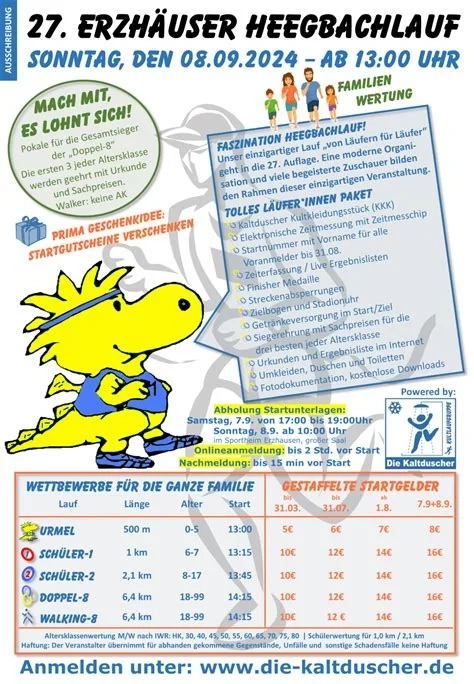 AUSSCHREIBUNG
27. ERZHÄUSER HEEGBACHLAUF
SONNTAG, DEN 08.09.2024 – AB 13:00 UHR
FAMILIEN
WERTUNG
MACH MIT,
ES LOHNT SICH!
Pokale für die Gesamtsieger
der „Doppel-8"
Die ersten 3 jeder Altersklasse
werden geehrt mit Urkunde
und Sachpreisen.
Walker: keine AK
PRIMA GESCHENKIDEE:
STARTGUTSCHEINE VERSCHENKEN
FASZINATION HEEGBACHLAUF!
Unser einzigartiger Lauf „von Läufern für Läufer"
geht in die 27. Auflage. Eine moderne Organi-
sation und viele begeisterte Zuschauer bilden
den Rahmen dieser einzigartigen Veranstaltung.
TOLLES LÄUFER*INNEN PAKET
Kaltduscher Kultkleidungsstück (KKK)
Elektronische Zeitmessung mit Zeitmesschip
Startnummer mit Vorname für alle
Voranmelder bis 31.08.
Zeiterfassung / Live Ergebnislisten
Finisher Medaille
Streckenabsperrungen
Zielbogen und Stadionuhr
Getränkeversorgung im Start/Ziel
Siegerehrung mit Sachpreisen für die
drei besten jeder Altersklasse
Urkunden und Ergebnisliste im Internet
Umkleiden, Duschen und Toiletten
Fotodokumentation, kostenlose Downloads
Abholung Startunterlagen:
Samstag, 7.9. von 17:00 bis 19:00Uhr
Sonntag, 8.9. ab 10:00 Uhr
im Sportheim Erzhausen, großer Saal
Onlineanmeldung: bis 2 Std. vor Start
Nachmeldung: bis 15 min vor Start
Powered by:
Die Kaltduscher
WETTBEWERBE FÜR DIE GANZE FAMILIE
Lauf Länge Alter Start
URMEL 500 m 0-5 13:00
1 SCHÜLER-1 1 km 6-7 13:15
2 SCHÜLER-2 2,1 km 8-17 13:45
DOPPEL-8 6,4 km 18-99 14:15
WALKING-8 6,4 km 18-99 14:15
GESTAFFELTE STARTGELDER
bis 31.03. bis 31.07. ab 1.8. 7.9+8.9.
5€ 6€ 7€ 8€
10€ 12€ 14€ 16€
10€ 12€ 14€ 16€
10€ 12€ 14€ 16€
10€ 12 € 14€ 16€
Altersklassenwertung M/W nach IWR: HK, 30, 40, 45, 50, 55, 60, 65, 70, 75, 80 | Schülerwertung für 1,0 km / 2,1 km
Haftung: Der Veranstalter übernimmt für abhanden gekommene Gegenstände, Unfälle und sonstige Schadensfälle keine Haftung
Anmelden unter: www.die-kaltduscher.de